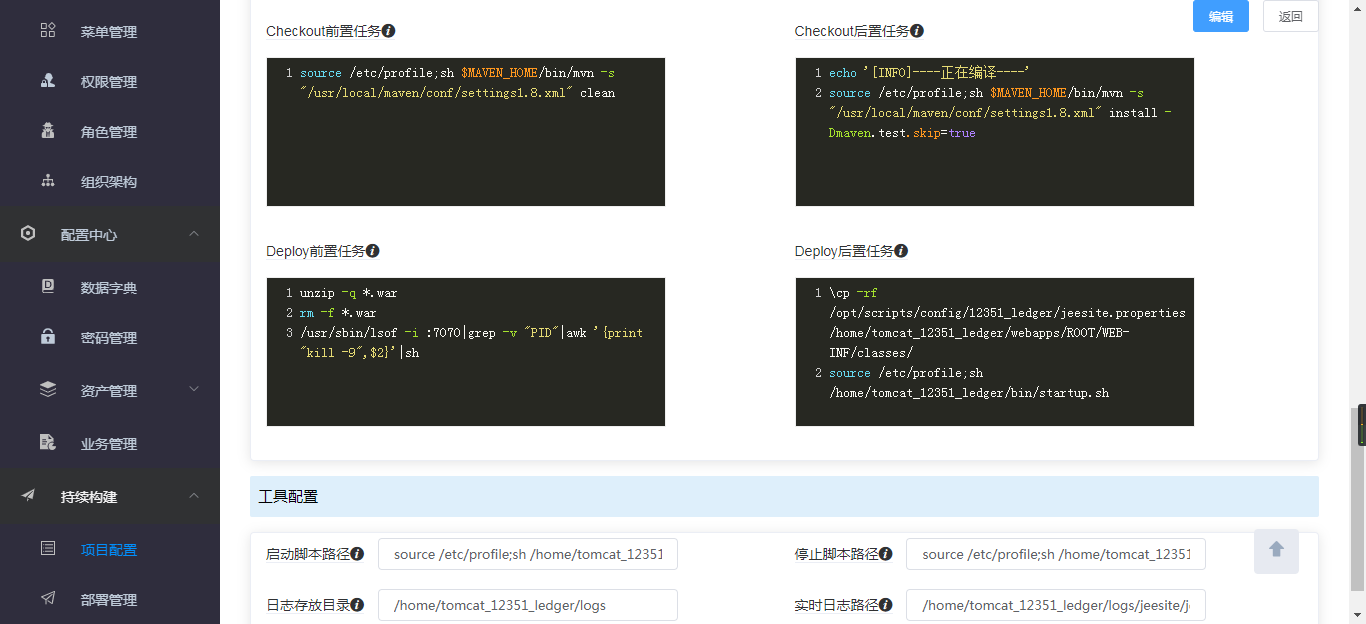 菜单管理
权限管理
角色管理
组织架构
配置中心
数据字典
密码管理
资产管理
业务管理
持续构建
项目配置
部署管理
编辑
返回
Checkout前置任务
1 source /etc/profile;sh $MAVEN_HOME/bin/mvn -s
"/usr/local/maven/conf/settings1.8.xml" clean
Checkout后置任务
1 echo '[INFO]----正在编译----'
2 source /etc/profile;sh $MAVEN_HOME/bin/mvn -s
"/usr/local/maven/conf/settings1.8.xml" install -
Dmaven.test.skip=true
Deploy前置任务
1 unzip -q *.war
2 rm -f *.war
3 /usr/sbin/lsof -i :7070|grep -v "PID"|awk '{print
"kill -9",$2}'|sh
Deploy后置任务
1 \cp -rf
/opt/scripts/config/12351_ledger/jeesite.properties
/home/tomcat_12351_ledger/webapps/ROOT/WEB-
INF/classes/
2 source /etc/profile;sh
/home/tomcat_12351_ledger/bin/startup.sh
工具配置
启动脚本路径
source /etc/profile;sh /home/tomcat_12351
停止脚本路径
source /etc/profile;sh /home/tomcat_12351
日志存放目录
/home/tomcat_12351_ledger/logs
实时日志路径
/home/tomcat_12351_ledger/logs/jeesite/j